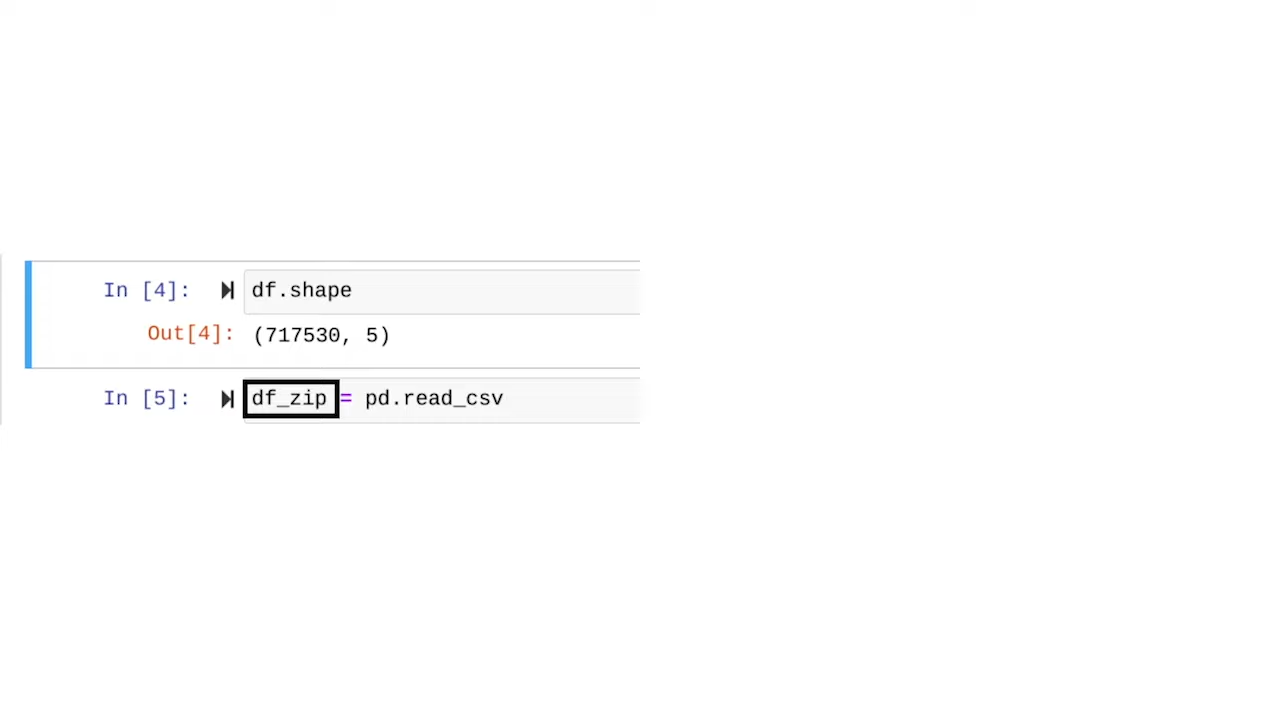 In [4]: df.shape
Out[4]: (717530, 5)
In [5]: df_zip = pd.read_csv